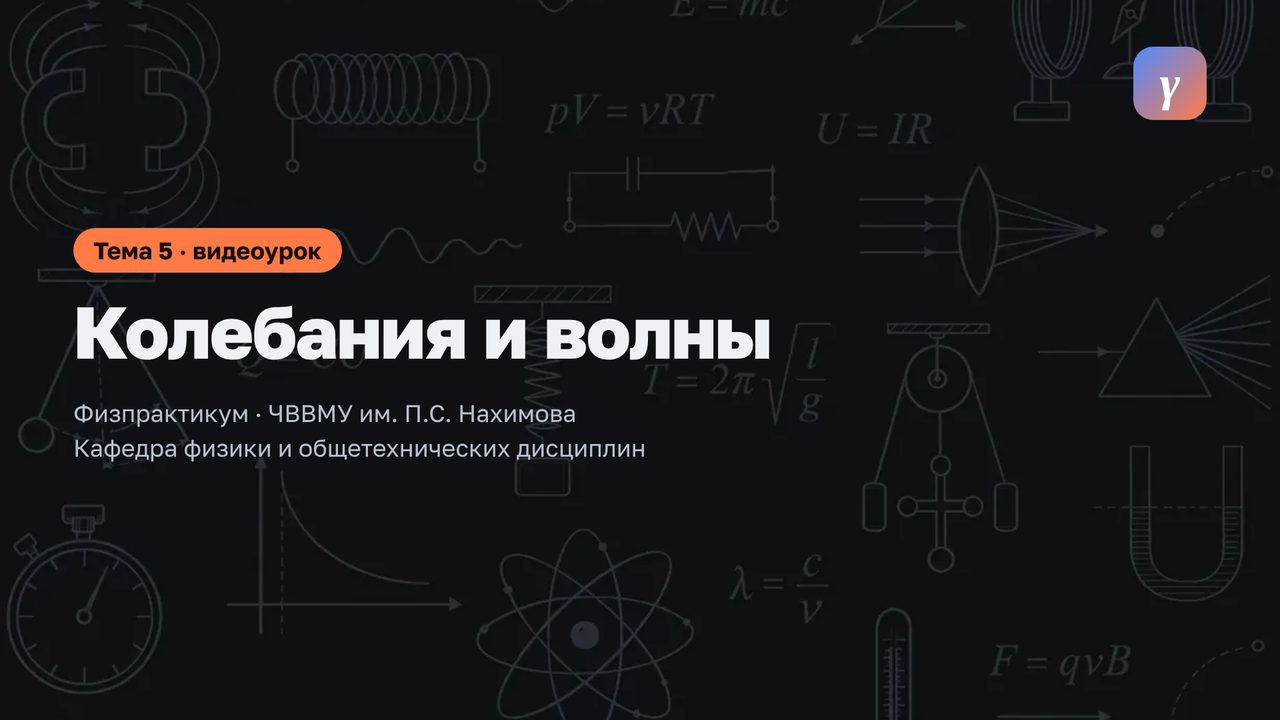 E = mc
pV = νRT
U = IR
γ
Тема 5 · видеоурок
Колебания и волны
T = 2π√l/g
Физпрактикум · ЧВВМУ им. П.С. Нахимова
Кафедра физики и общетехнических дисциплин
λ = c/ν
F = qvB